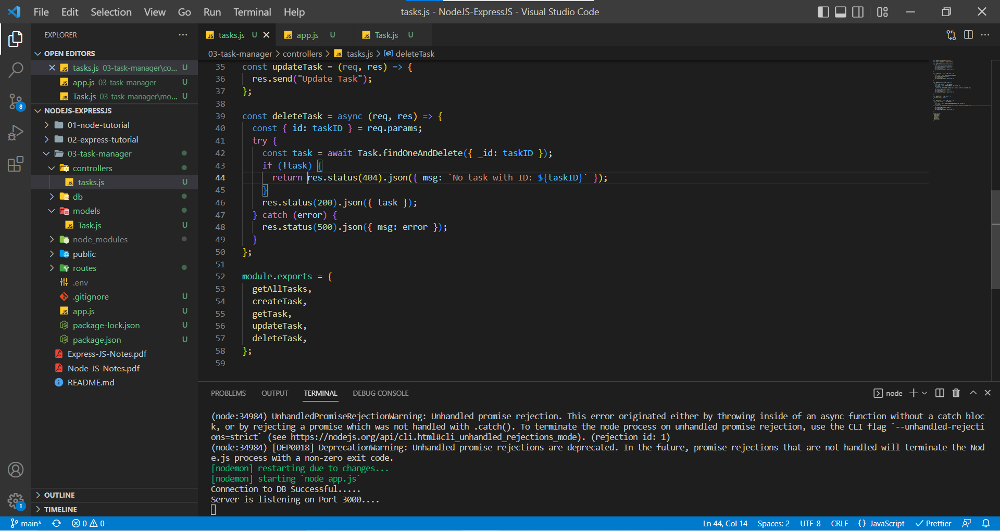 File Edit Selection View Go Run Terminal Help
tasks.js - NodeJS-ExpressJS - Visual Studio Code
EXPLORER
OPEN EDITORS
tasks.js 03-task-manager\co... U
app.js 03-task-manager U
Task.js 03-task-manager\mo... U
NODEJS-EXPRESSJS
01-node-tutorial
02-express-tutorial
03-task-manager
controllers
tasks.js U
db
models
Task.js U
node_modules
public
routes
.env
.gitignore U
app.js U
package-lock.json U
package.json U
Express-JS-Notes.pdf
Node-JS-Notes.pdf
README.md
OUTLINE
TIMELINE
8
1
tasks.js U app.js U Task.js U
03-task-manager > controllers > tasks.js > deleteTask
35 const updateTask = (req, res) => {
36 res.send("Update Task");
37 };
38
39 const deleteTask = async (req, res) => {
40 const { id: taskID } = req.params;
41 try {
42 const task = await Task.findOneAndDelete({ _id: taskID });
43 if (!task) {
44 return res.status(404).json({ msg: `No task with ID: ${taskID}` });
45 }
46 res.status(200).json({ task });
47 } catch (error) {
48 res.status(500).json({ msg: error });
49 }
50 };
51
52 module.exports = {
53 getAllTasks,
54 createTask,
55 getTask,
56 updateTask,
57 deleteTask,
58 };
59
PROBLEMS OUTPUT TERMINAL DEBUG CONSOLE
node
(node:34984) UnhandledPromiseRejectionWarning: Unhandled promise rejection. This error originated either by throwing inside of an async function without a catch bloc
k, or by rejecting a promise which was not handled with .catch(). To terminate the node process on unhandled promise rejection, use the CLI flag `--unhandled-rejecti
ons=strict` (see https://nodejs.org/api/cli.html#cli_unhandled_rejections_mode). (rejection id: 1)
(node:34984) [DEP0018] DeprecationWarning: Unhandled promise rejections are deprecated. In the future, promise rejections that are not handled will terminate the Nod
e.js process with a non-zero exit code.
[nodemon] restarting due to changes...
[nodemon] starting `node app.js`
Connection to DB Successful.....
Server is listening on Port 3000....
main* 0 0 Ln 44, Col 14 Spaces: 2 UTF-8 CRLF {} JavaScript Prettier